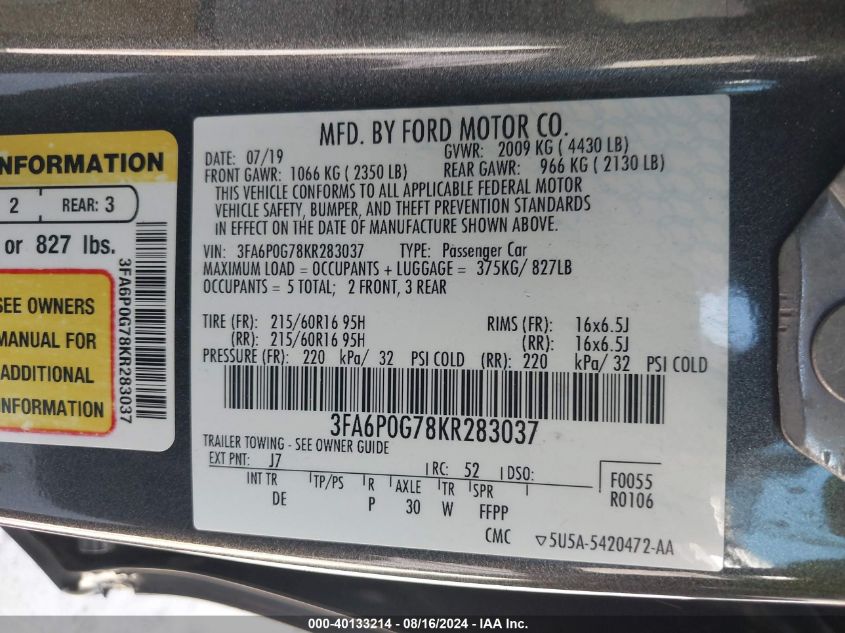 INFORMATION
2 REAR: 3
or 827 lbs.
SEE OWNERS
MANUAL FOR
ADDITIONAL
INFORMATION
3FA6P0G78KR283037
MFD. BY FORD MOTOR CO.
DATE: 07/19 GVWR: 2009 KG ( 4430 LB)
FRONT GAWR: 1066 KG ( 2350 LB) REAR GAWR: 966 KG ( 2130 LB)
THIS VEHICLE CONFORMS TO ALL APPLICABLE FEDERAL MOTOR
VEHICLE SAFETY, BUMPER, AND THEFT PREVENTION STANDARDS
IN EFFECT ON THE DATE OF MANUFACTURE SHOWN ABOVE.
VIN: 3FA6P0G78KR283037 TYPE: Passenger Car
MAXIMUM LOAD = OCCUPANTS + LUGGAGE = 375KG/ 827LB
OCCUPANTS = 5 TOTAL; 2 FRONT, 3 REAR
TIRE (FR): 215/60R16 95H RIMS (FR): 16x6.5J
(RR): 215/60R16 95H (RR): 16x6.5J
PRESSURE (FR): 220 kPa/ 32 PSI COLD (RR): 220 kPa/ 32 PSI COLD
3FA6P0G78KR283037
TRAILER TOWING - SEE OWNER GUIDE
EXT PNT: J7 RC: 52 DSO: F0055
INT TR TP/PS R AXLE TR SPR R0106
DE P 30 W FFPP
CMC ▽5U5A-5420472-AA
000-40133214 - 08/16/2024 - Copyright IAA, LLC.